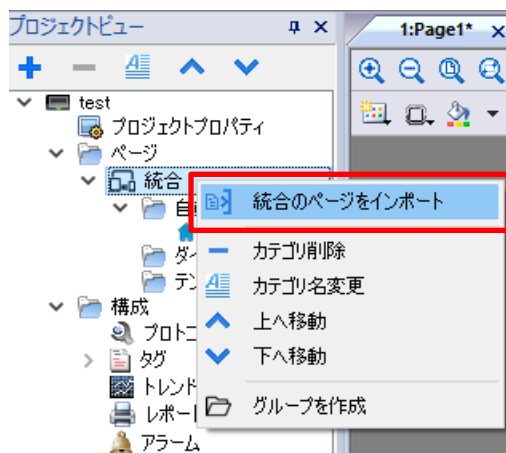 プロジェクトビュー
1:Page1*
test
プロジェクトプロパティ
ページ
統合
統合のページをインポート
カテゴリ削除
カテゴリ名変更
上へ移動
構成
下へ移動
タグ
トレンド
グループを作成
レポー
アラーム